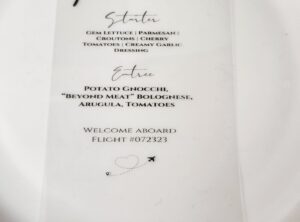 Starter
Gem Lettuce | Parmesan |
Croutons | Cherry
Tomatoes | Creamy Garlic
Dressing
Entree
Potato Gnocchi,
"Beyond Meat" Bolognese,
Arugula, Tomatoes
Welcome Aboard
Flight #072323